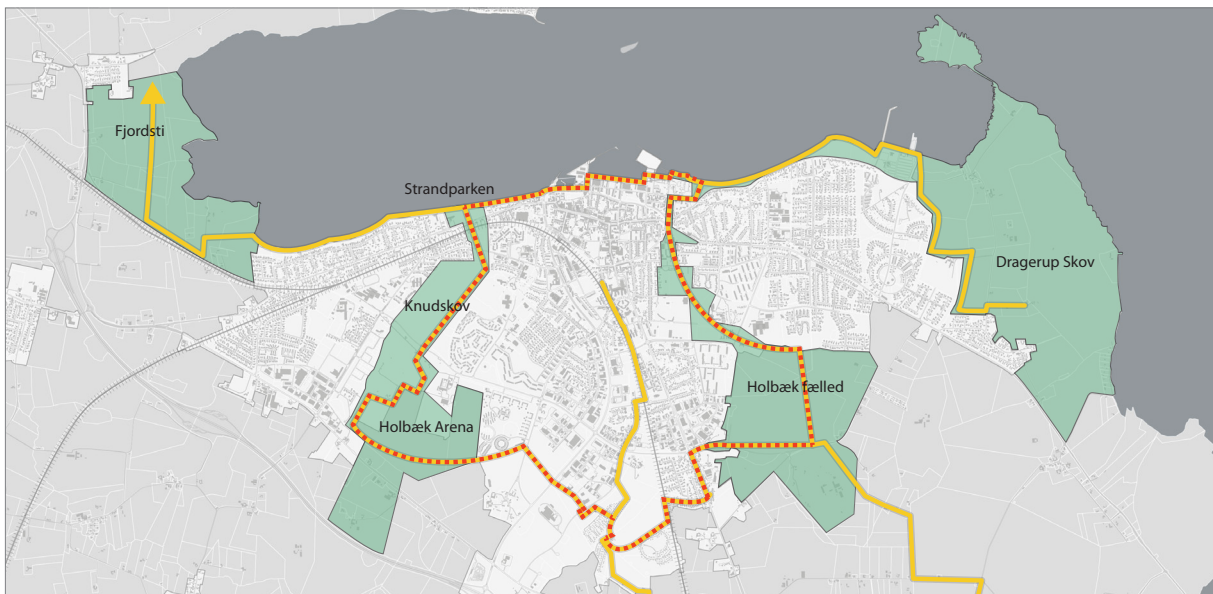 Fjordsti
Strandparken
Dragerup Skov
Knudskov
Holbæk fælled
Holbæk Arena